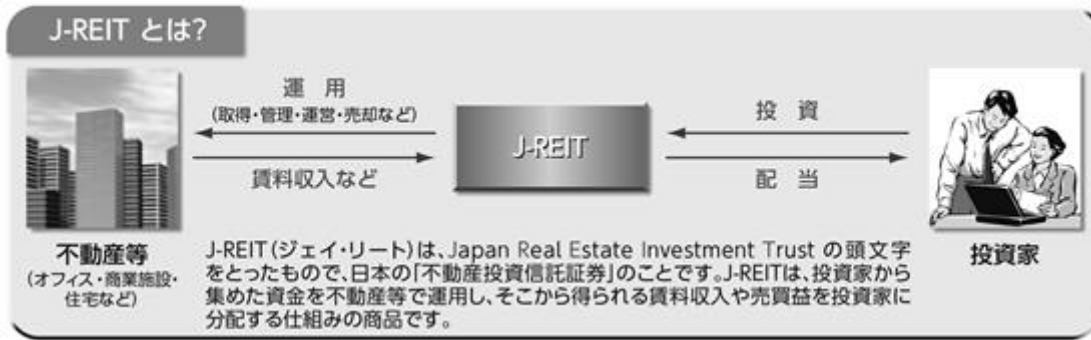 J-REIT とは?
運 用
(取得・管理・運営・売却など)
賃料収入など
J-REIT
投 資
配 当
不動産等
(オフィス・商業施設・
住宅など)
投資家
J-REIT(ジェイ・リート)は、Japan Real Estate Investment Trust の頭文字
をとったもので、日本の「不動産投資信託証券」のことです。J-REITは、投資家から
集めた資金を不動産等で運用し、そこから得られる賃料収入や売買益を投資家に
分配する仕組みの商品です。